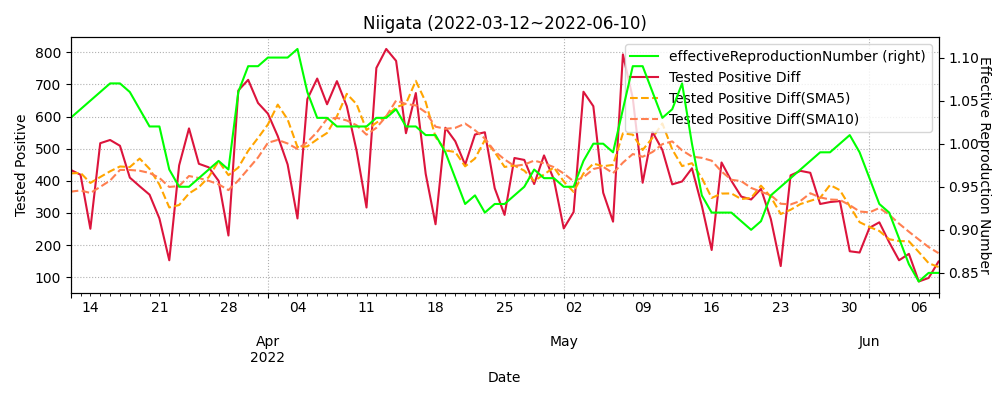 Niigata (2022-03-12~2022-06-10)
effectiveReproductionNumber (right)
Tested Positive Diff
Tested Positive Diff(SMA5)
Tested Positive Diff(SMA10)
Tested Positive
800
700
600
500
400
300
200
100
1.10
1.05
1.00
0.95
0.90
0.85
Effective Reproduction Number
14 21 28 04 11 18 25 02 09 16 23 30 06
Apr May Jun
2022
Date